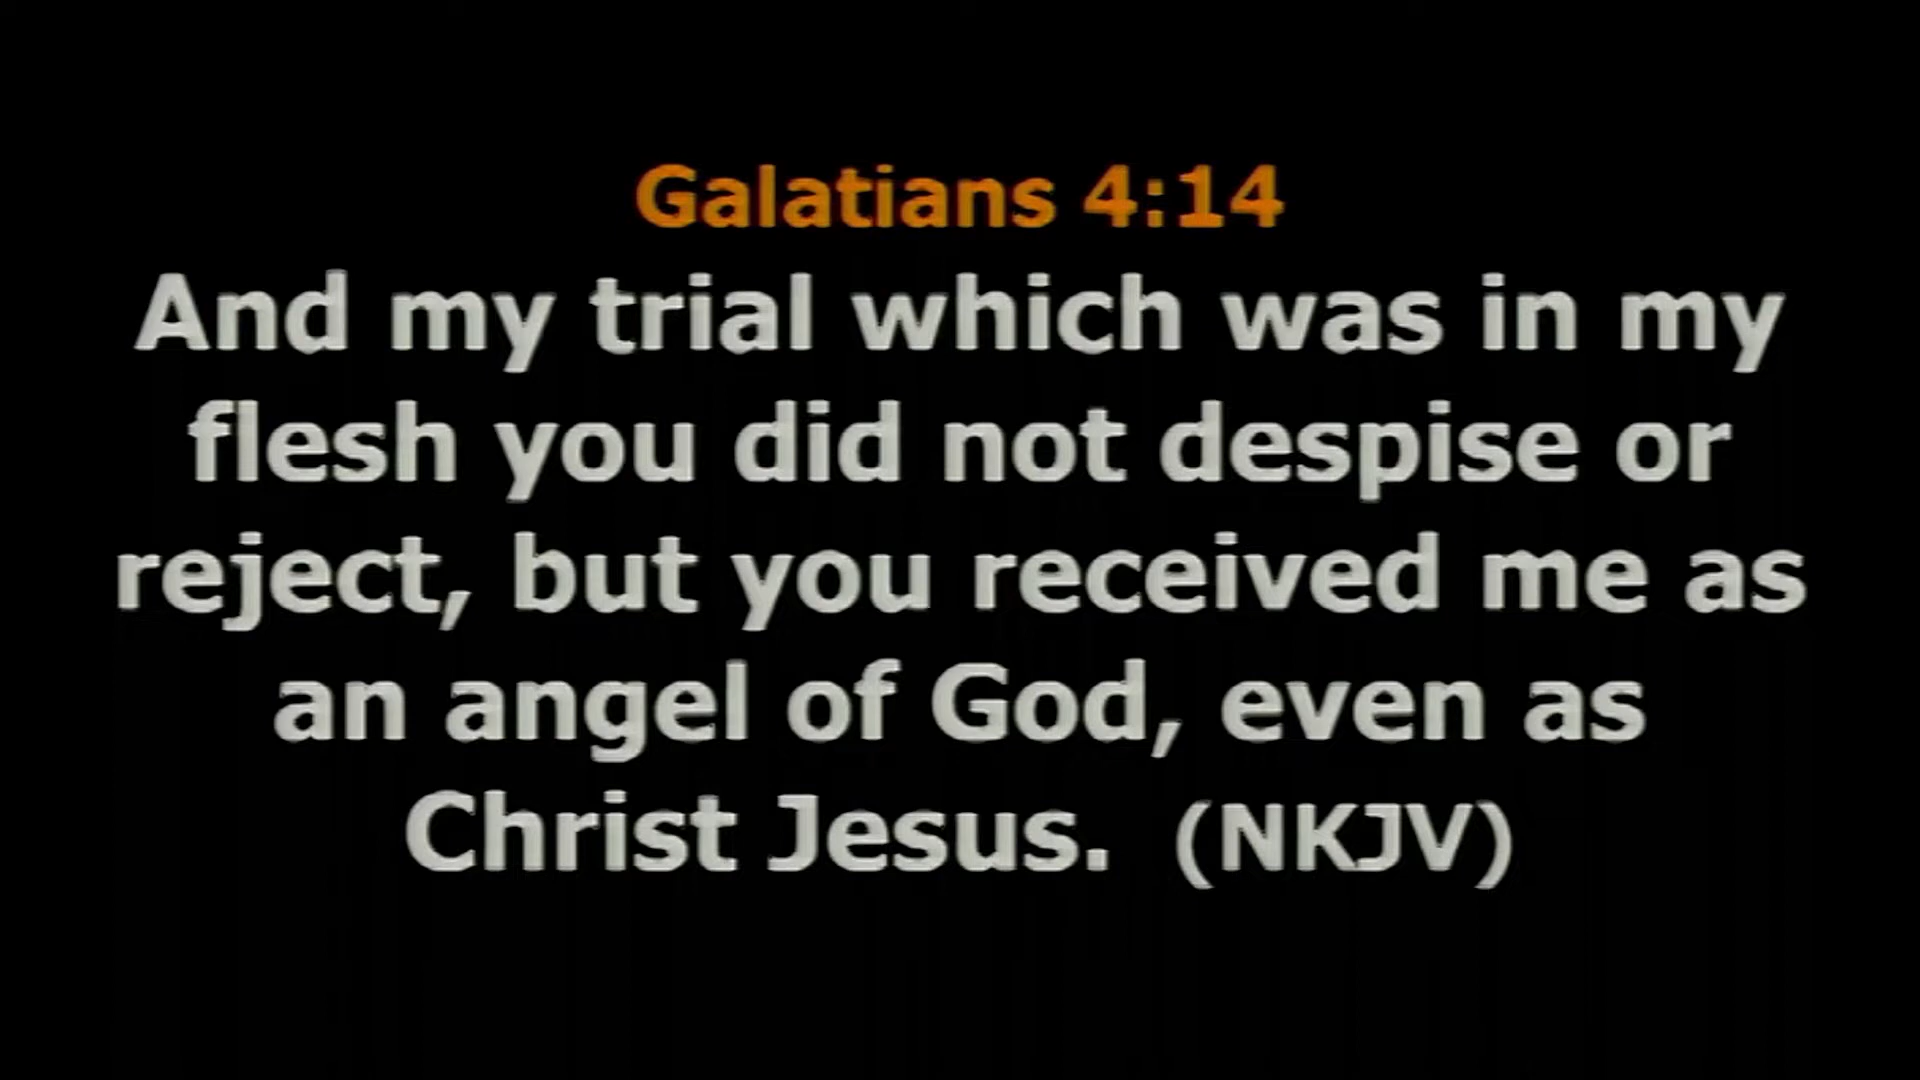 Galatians 4:14
And my trial which was in my
flesh you did not despise or
reject, but you received me as
an angel of God, even as
Christ Jesus.  (NKJV)